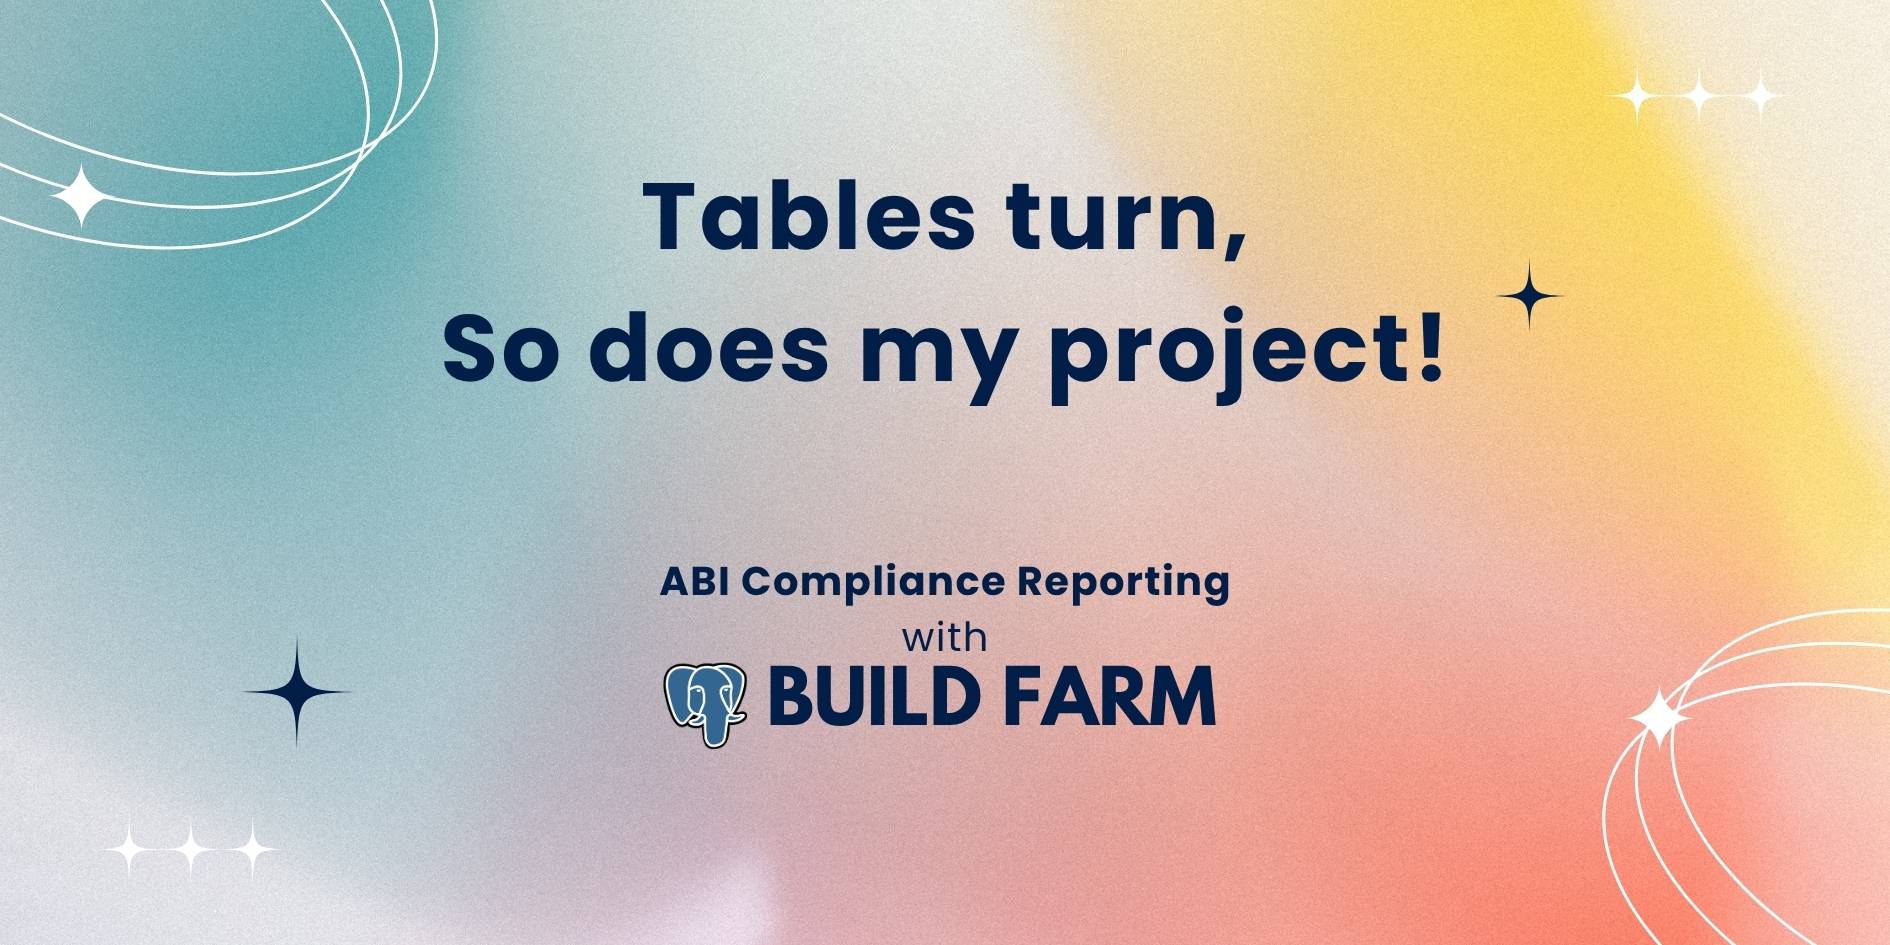 Tables turn,
So does my project!
ABI Compliance Reporting
with
BUILD FARM